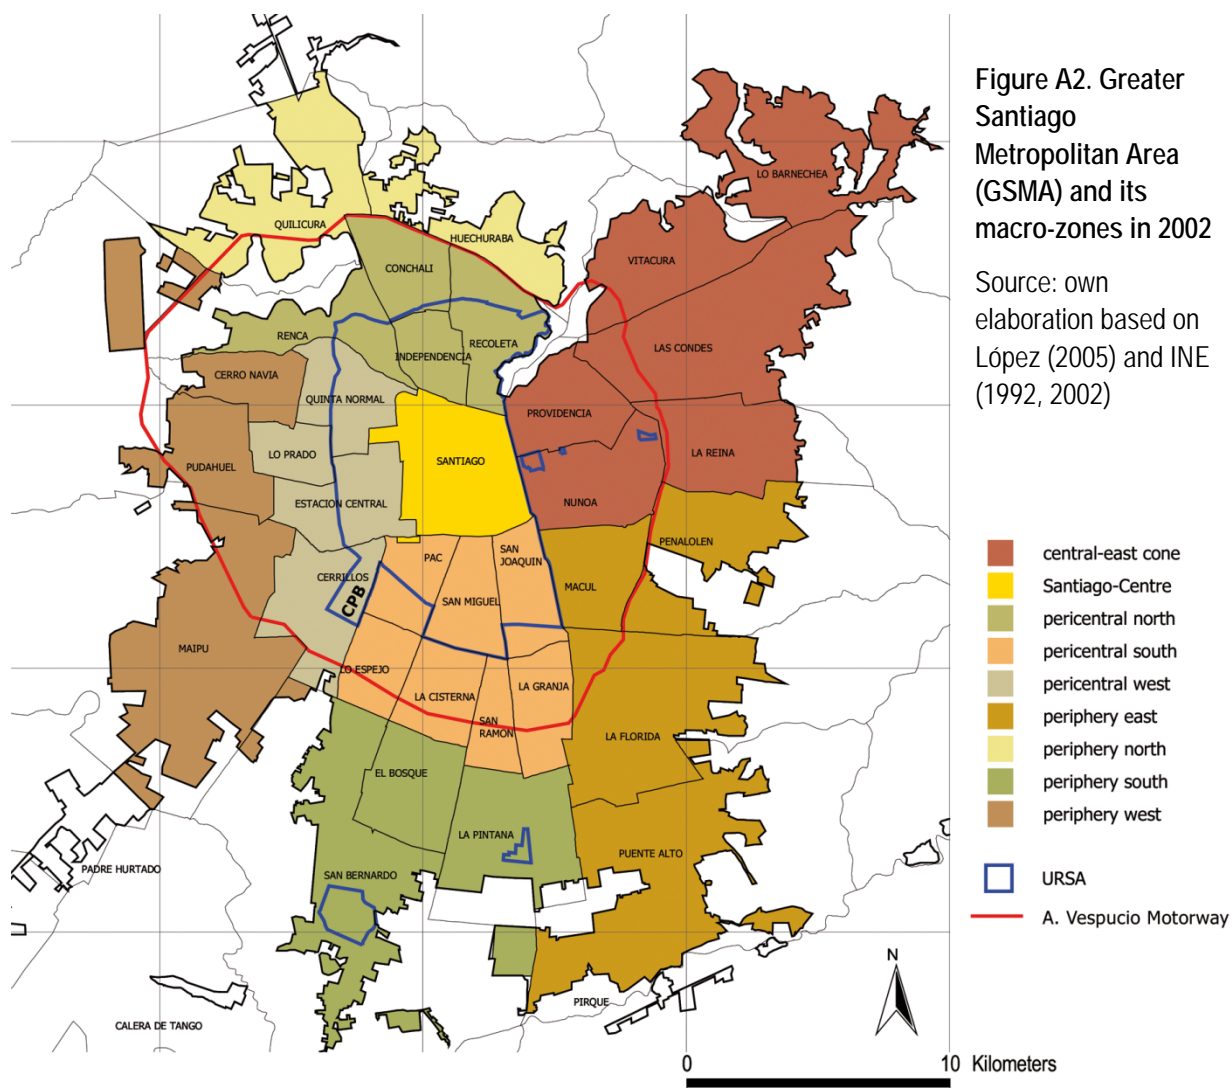 Figure A2. Greater
Santiago
Metropolitan Area
(GSMA) and its
macro-zones in 2002
Source: own
elaboration based on
López (2005) and INE
(1992, 2002)
LO BARNECHEA
QUILICURA
HUECHURABA
VITACURA
CONCHALI
RENCA
INDEPENDENCIA
RECOLETA
LAS CONDES
CERRO NAVIA
QUINTA NORMAL
PROVIDENCIA
LO PRADO
SANTIAGO
LA REINA
PUDAHUEL
ESTACION CENTRAL
NUNOA
PENALOLEN
PAC
SAN
JOAQUIN
CERRILLOS
CPB
SAN MIGUEL
MACUL
MAIPU
LO ESPEJO
LA CISTERNA
LA GRANJA
SAN
RAMON
LA FLORIDA
EL BOSQUE
LA PINTANA
PUENTE ALTO
PADRE HURTADO
SAN BERNARDO
PIRQUE
CALERA DE TANGO
central-east cone
Santiago-Centre
pericentral north
pericentral south
pericentral west
periphery east
periphery north
periphery south
periphery west
URSA
A. Vespucio Motorway
N
0 10 Kilometers